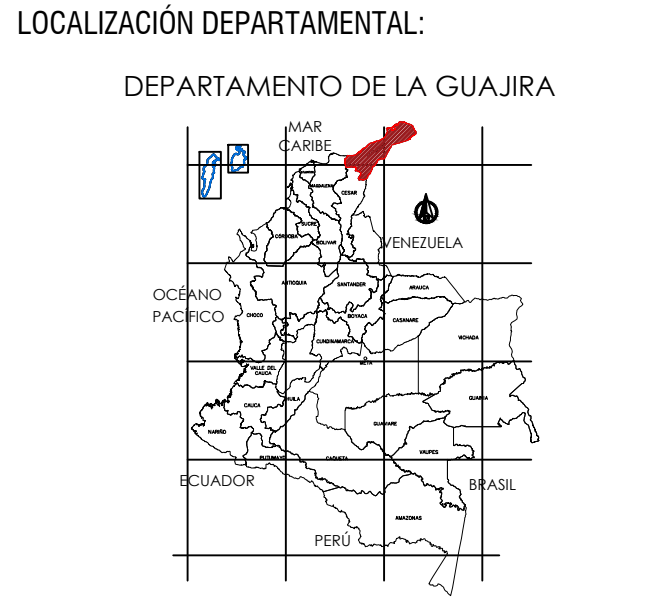 LOCALIZACIÓN DEPARTAMENTAL:
DEPARTAMENTO DE LA GUAJIRA
MAR
CARIBE
MAGDALENA
CESAR
SUCRE
CÓRDOBA
BOLIVAR
VENEZUELA
ANTIOQUIA
SANTANDER
ARAUCA
OCÉANO
PACÍFICO
CHOCO
BOYACA
CASANARE
CUNDINAMARCA
VICHADA
META
VALLE DEL
CAUCA
HUILA
CAUCA
GUAINIA
NARIÑO
GUAVIARE
VAUPES
PUTUMAYO
CAQUETA
ECUADOR
BRASIL
AMAZONAS
PERÚ